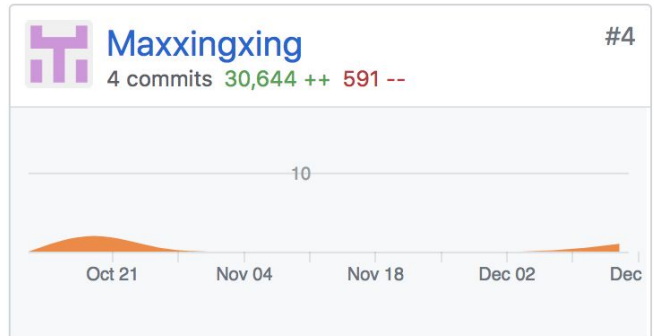 Maxxingxing #4
4 commits 30,644 ++ 591 --
10
Oct 21 Nov 04 Nov 18 Dec 02 Dec